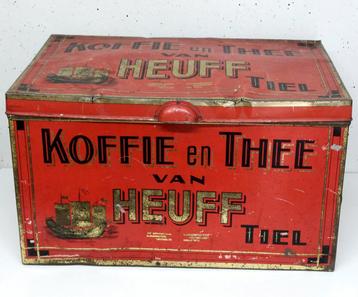 KOFFIE en THEE
VAN
HEUFF
TIEL
KOFFIE en THEE
VAN
HEUFF
TIEL